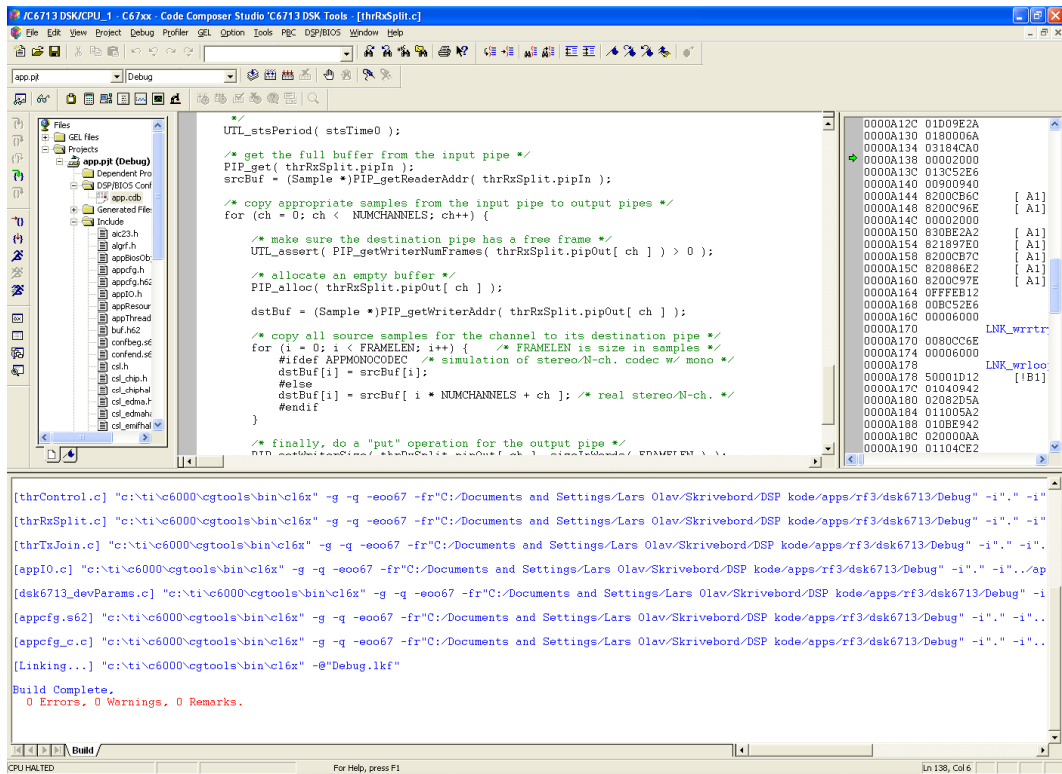 /C6713 DSK/CPU_1 - C67xx - Code Composer Studio 'C6713 DSK Tools - [thrRxSplit.c]
File Edit View Project Debug Profiler GEL Option Tools PBC DSP/BIOS Window Help
app.pjt Debug
Files
GEL files
Projects
app.pjt (Debug)
Dependent Pro
DSP/BIOS Conf
app.cdb
Generated File
Include
aic23.h
algrf.h
appBiosOb
appcfg.h
appcfg.h62
appIO.h
appResour
appThread
buf.h62
confbeg.s6
confend.s6
csl.h
csl_chip.h
csl_chiphal
csl_edma.h
csl_edmaha
csl_emifhal
*/
UTL_stsPeriod( stsTime0 );
/* get the full buffer from the input pipe */
PIP_get( thrRxSplit.pipIn );
srcBuf = (Sample *)PIP_getReaderAddr( thrRxSplit.pipIn );
/* copy appropriate samples from the input pipe to output pipes */
for (ch = 0; ch < NUMCHANNELS; ch++) {
/* make sure the destination pipe has a free frame */
UTL_assert( PIP_getWriterNumFrames( thrRxSplit.pipOut[ ch ] ) > 0 );
/* allocate an empty buffer */
PIP_alloc( thrRxSplit.pipOut[ ch ] );
dstBuf = (Sample *)PIP_getWriterAddr( thrRxSplit.pipOut[ ch ] );
/* copy all source samples for the channel to its destination pipe */
for (i = 0; i < FRAMELEN; i++) { /* FRAMELEN is size in samples */
#ifdef APPMONOCODEC /* simulation of stereo/N-ch. codec w/ mono */
dstBuf[i] = srcBuf[i];
#else
dstBuf[i] = srcBuf[ i * NUMCHANNELS + ch ]; /* real stereo/N-ch. */
#endif
}
/* finally, do a "put" operation for the output pipe */
PIP_setWriterSize( thrRxSplit.pipOut[ ch ], sizeInWords( FRAMELEN ) );
0000A12C 01D09E2A
0000A130 0180006A
0000A134 03184CA0
0000A138 00002000
0000A13C 013C52E6
0000A140 00900940
0000A144 8200CB6C [ A1]
0000A148 8200C96E [ A1]
0000A14C 00002000
0000A150 830BE2A2 [ A1]
0000A154 821897E0 [ A1]
0000A158 8200CB7C [ A1]
0000A15C 820886E2 [ A1]
0000A160 8200C97E [ A1]
0000A164 0FFFEB12
0000A168 00BC52E6
0000A16C 00006000
0000A170 LNK_wrrtr
0000A170 0080CC6E
0000A174 00006000
0000A178 LNK_wrloo
0000A178 50001D12 [!B1]
0000A17C 01040942
0000A180 02082D5A
0000A184 011005A2
0000A188 010BE942
0000A18C 020000AA
0000A190 01104CE2
[thrControl.c] "c:\ti\c6000\cgtools\bin\cl6x" -g -q -eoo67 -fr"C:/Documents and Settings/Lars Olav/Skrivebord/DSP kode/apps/rf3/dsk6713/Debug" -i"." -i"
[thrRxSplit.c] "c:\ti\c6000\cgtools\bin\cl6x" -g -q -eoo67 -fr"C:/Documents and Settings/Lars Olav/Skrivebord/DSP kode/apps/rf3/dsk6713/Debug" -i"." -i"
[thrTxJoin.c] "c:\ti\c6000\cgtools\bin\cl6x" -g -q -eoo67 -fr"C:/Documents and Settings/Lars Olav/Skrivebord/DSP kode/apps/rf3/dsk6713/Debug" -i"." -i".
[appIO.c] "c:\ti\c6000\cgtools\bin\cl6x" -g -q -eoo67 -fr"C:/Documents and Settings/Lars Olav/Skrivebord/DSP kode/apps/rf3/dsk6713/Debug" -i"." -i"../ap
[dsk6713_devParams.c] "c:\ti\c6000\cgtools\bin\cl6x" -g -q -eoo67 -fr"C:/Documents and Settings/Lars Olav/Skrivebord/DSP kode/apps/rf3/dsk6713/Debug" -i
[appcfg.s62] "c:\ti\c6000\cgtools\bin\cl6x" -g -q -eoo67 -fr"C:/Documents and Settings/Lars Olav/Skrivebord/DSP kode/apps/rf3/dsk6713/Debug" -i"." -i"..
[appcfg_c.c] "c:\ti\c6000\cgtools\bin\cl6x" -g -q -eoo67 -fr"C:/Documents and Settings/Lars Olav/Skrivebord/DSP kode/apps/rf3/dsk6713/Debug" -i"." -i"..
[Linking...] "c:\ti\c6000\cgtools\bin\cl6x" -@"Debug.lkf"
Build Complete,
0 Errors, 0 Warnings, 0 Remarks.
Build
CPU HALTED For Help, press F1 Ln 138, Col 6